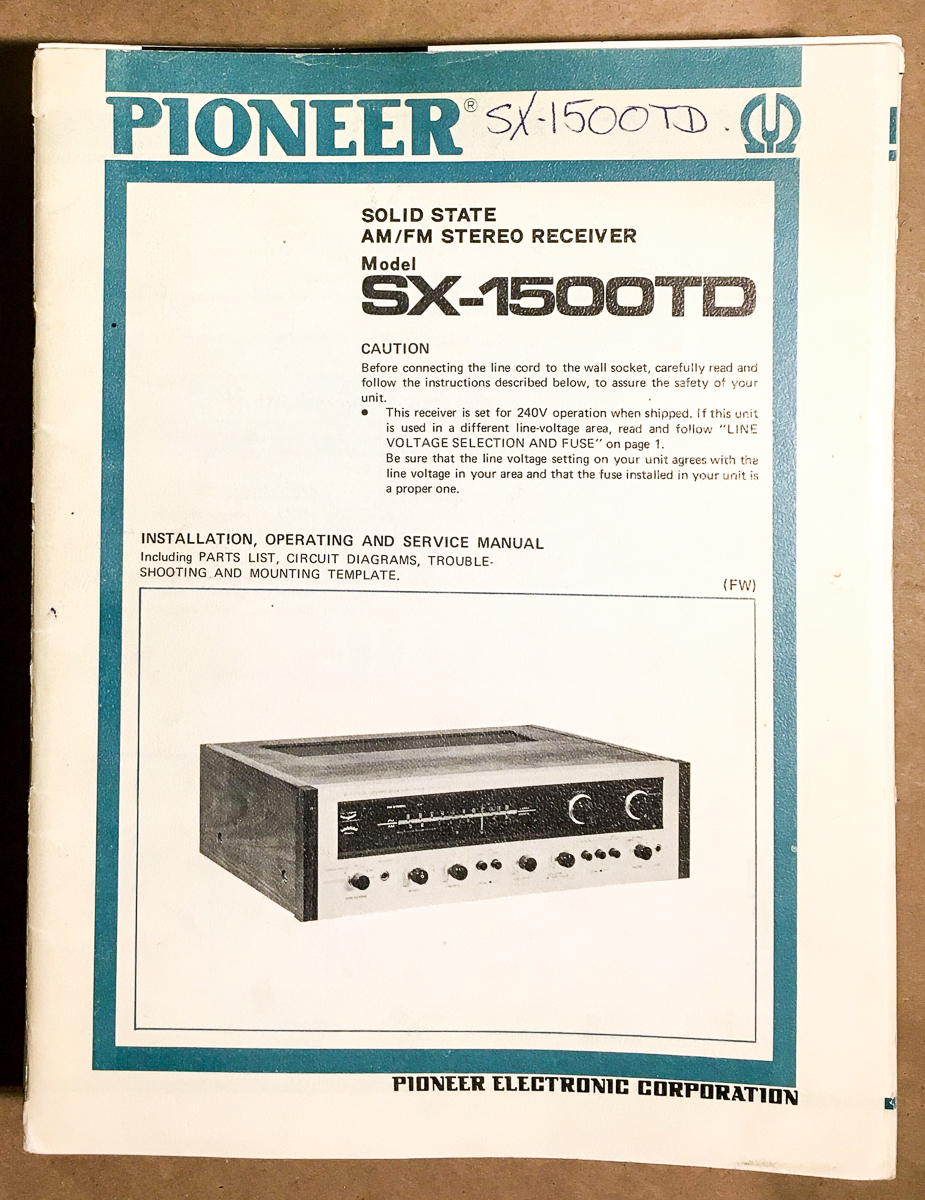 PIONEER® SX-1500TD.
SOLID STATE
AM/FM STEREO RECEIVER
Model
SX-1500TD
CAUTION
Before connecting the line cord to the wall socket, carefully read and
follow the instructions described below, to assure the safety of your
unit.
● This receiver is set for 240V operation when shipped. If this unit
is used in a different line-voltage area, read and follow "LINE
VOLTAGE SELECTION AND FUSE" on page 1.
Be sure that the line voltage setting on your unit agrees with the
line voltage in your area and that the fuse installed in your unit is
a proper one.
INSTALLATION, OPERATING AND SERVICE MANUAL
Including PARTS LIST, CIRCUIT DIAGRAMS, TROUBLE-
SHOOTING AND MOUNTING TEMPLATE.
(FW)
PIONEER ELECTRONIC CORPORATION